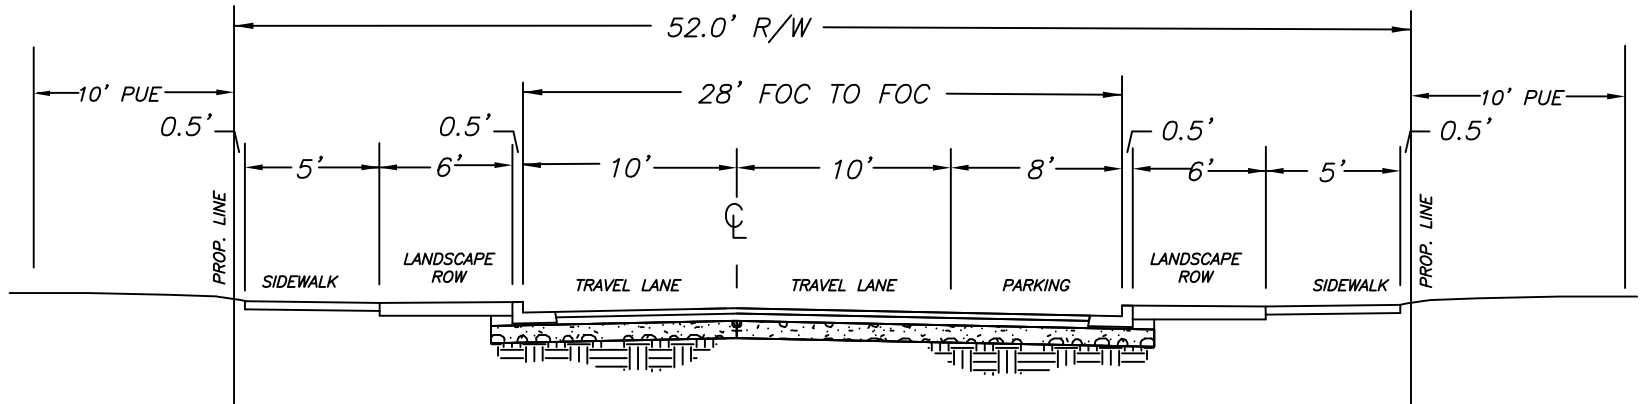 52.0' R/W
10' PUE
28' FOC TO FOC
10' PUE
0.5'
0.5'
0.5'
0.5'
5'
6'
10'
10'
8'
6'
5'
PROP. LINE
CL
PROP. LINE
SIDEWALK
LANDSCAPE
ROW
TRAVEL LANE
TRAVEL LANE
PARKING
LANDSCAPE
ROW
SIDEWALK